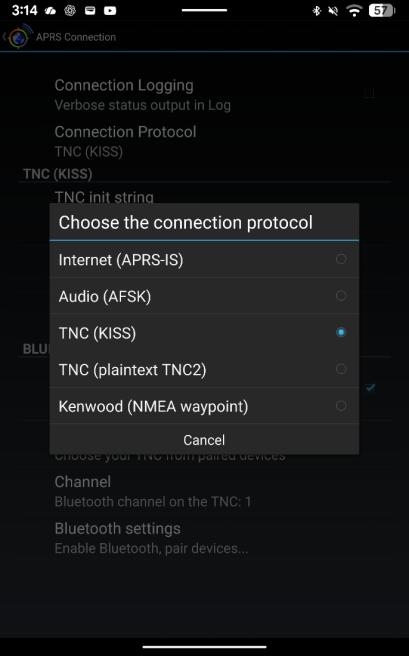 3:14
57
APRS Connection
Connection Logging
Verbose status output in Log
Connection Protocol
TNC (KISS)
TNC (KISS)
TNC init string
Choose the connection protocol
Internet (APRS-IS)
Audio (AFSK)
TNC (KISS)
BLU
TNC (plaintext TNC2)
Kenwood (NMEA waypoint)
Cancel
Choose your TNC from paired devices
Channel
Bluetooth channel on the TNC: 1
Bluetooth settings
Enable Bluetooth, pair devices...